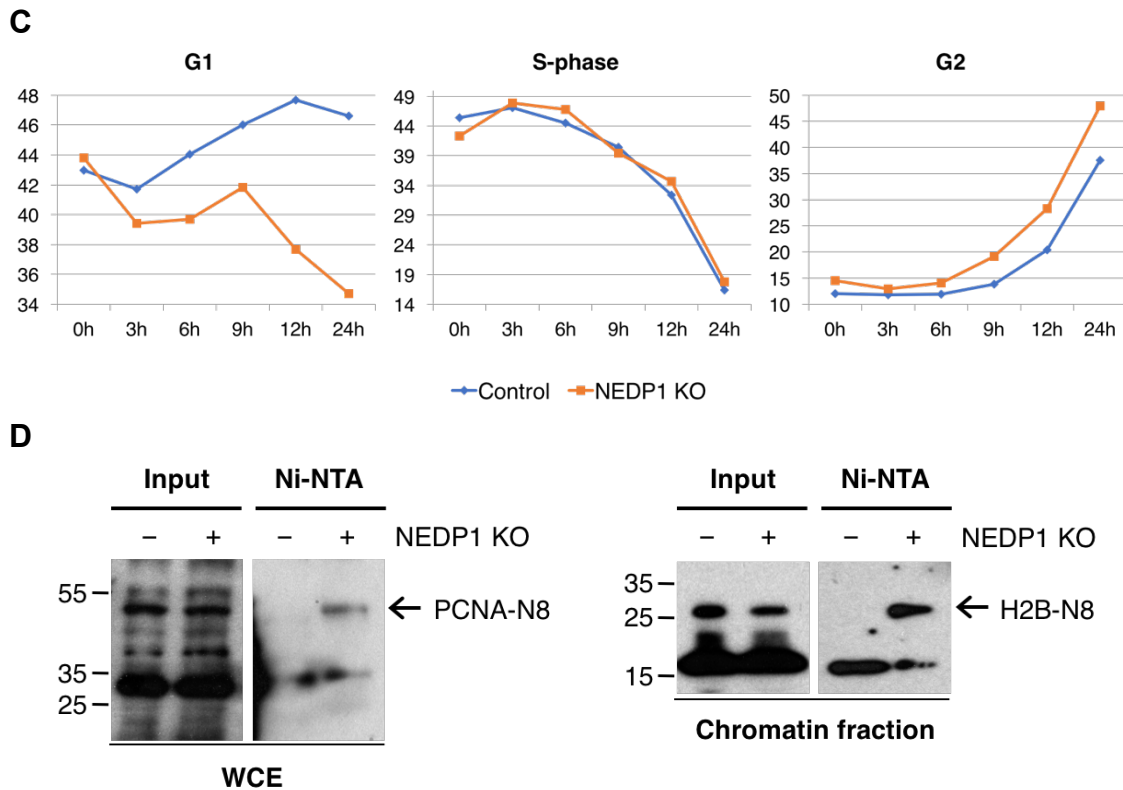 C
G1
S-phase
G2
48
46
44
42
40
38
36
34
0h 3h 6h 9h 12h 24h
49
44
39
34
29
24
19
14
0h 3h 6h 9h 12h 24h
50
45
40
35
30
25
20
15
10
0h 3h 6h 9h 12h 24h
Control NEDP1 KO
D
Input Ni-NTA
– + – + NEDP1 KO
55
35
25
← PCNA-N8
WCE
Input Ni-NTA
– + – + NEDP1 KO
35
25
15
← H2B-N8
Chromatin fraction